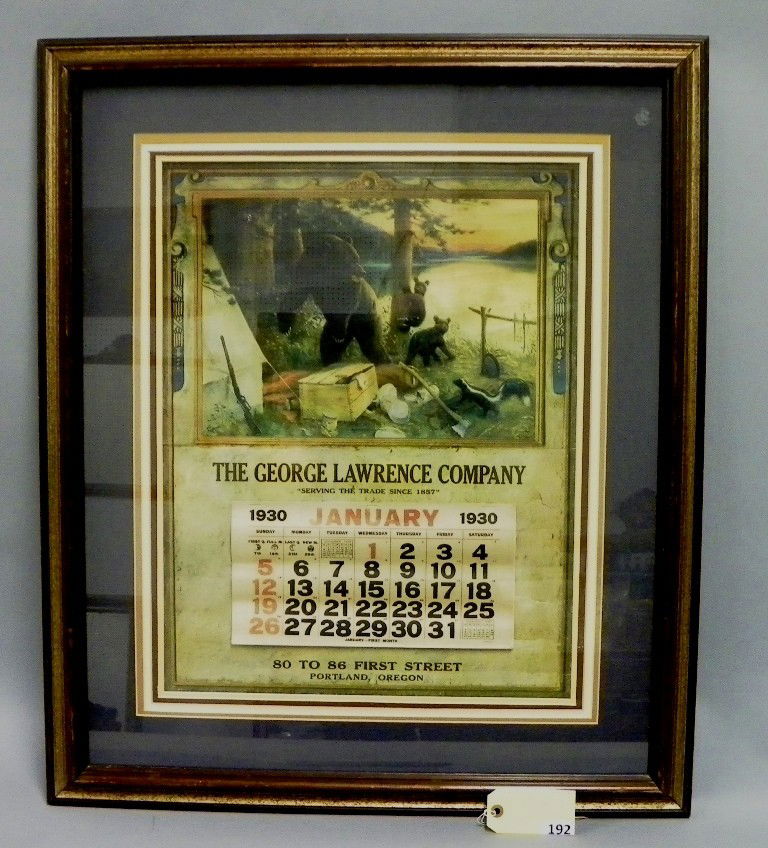 THE GEORGE LAWRENCE COMPANY
"SERVING THE TRADE SINCE 1857"
1930 JANUARY 1930
SUNDAY MONDAY TUESDAY WEDNESDAY THURSDAY FRIDAY SATURDAY
1 2 3 4
5 6 7 8 9 10 11
12 13 14 15 16 17 18
19 20 21 22 23 24 25
26 27 28 29 30 31
JANUARY - FIRST MONTH
80 TO 86 FIRST STREET
PORTLAND, OREGON
192